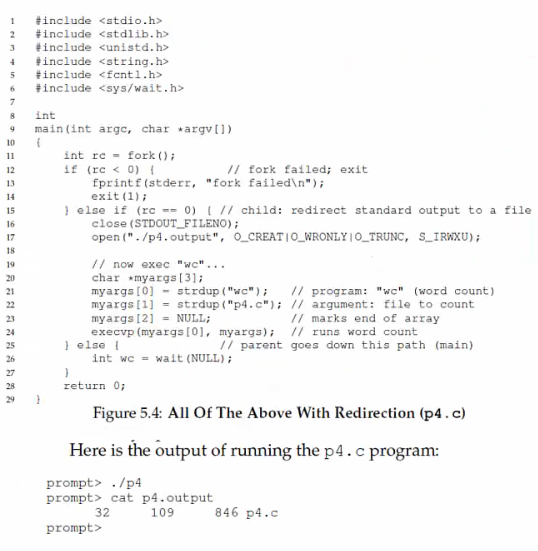 1 #include <stdio.h>
2 #include <stdlib.h>
3 #include <unistd.h>
4 #include <string.h>
5 #include <fcntl.h>
6 #include <sys/wait.h>
7
8 int
9 main(int argc, char *argv[])
10 {
11 int rc = fork();
12 if (rc < 0) { // fork failed; exit
13 fprintf(stderr, "fork failed\n");
14 exit(1);
15 } else if (rc == 0) { // child: redirect standard output to a file
16 close(STDOUT_FILENO);
17 open("./p4.output", O_CREAT|O_WRONLY|O_TRUNC, S_IRWXU);
18
19 // now exec "wc"...
20 char *myargs[3];
21 myargs[0] = strdup("wc"); // program: "wc" (word count)
22 myargs[1] = strdup("p4.c"); // argument: file to count
23 myargs[2] = NULL; // marks end of array
24 execvp(myargs[0], myargs); // runs word count
25 } else { // parent goes down this path (main)
26 int wc = wait(NULL);
27 }
28 return 0;
29 }
Figure 5.4: All Of The Above With Redirection (p4.c)
Here is the output of running the p4.c program:
prompt> ./p4
prompt> cat p4.output
32 109 846 p4.c
prompt>